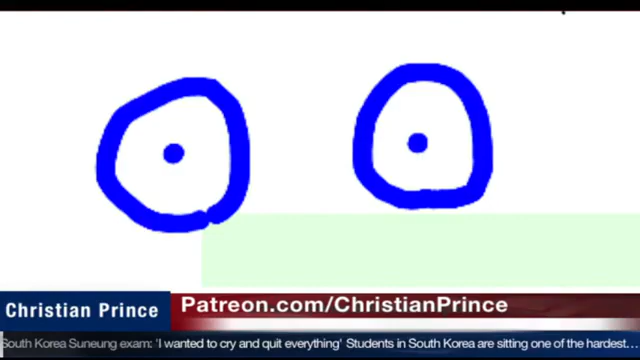 Christian Prince
Patreon.com/ChristianPrince
South Korea Suneung exam: 'I wanted to cry and quit everything' Students in South Korea are sitting one of the hardest...